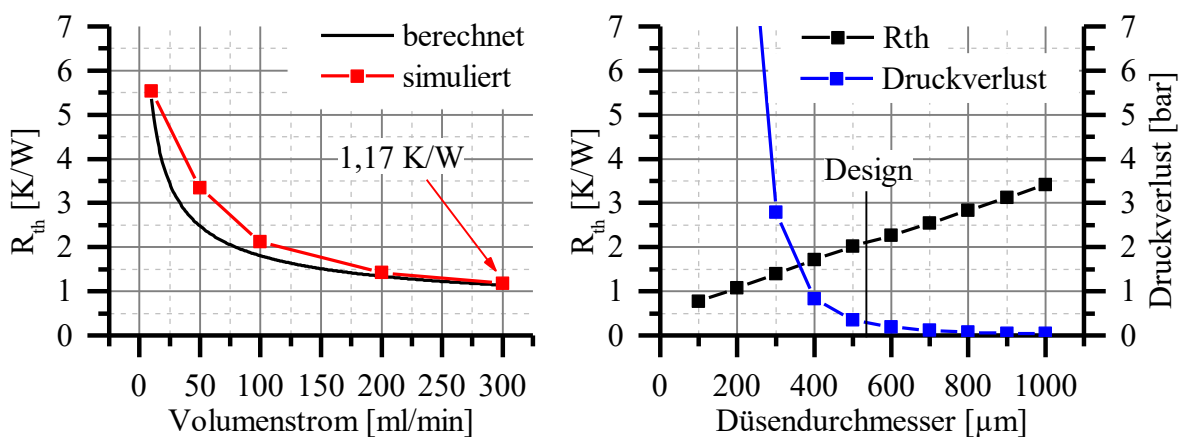 7
6
5
4
3
2
1
0
R_th [K/W]
berechnet
simuliert
1,17 K/W
0 50 100 150 200 250 300
Volumenstrom [ml/min]
7
6
5
4
3
2
1
0
R_th [K/W]
Rth
Druckverlust
Design
0 200 400 600 800 1000
Düsendurchmesser [µm]
7
6
5
4
3
2
1
0
Druckverlust [bar]